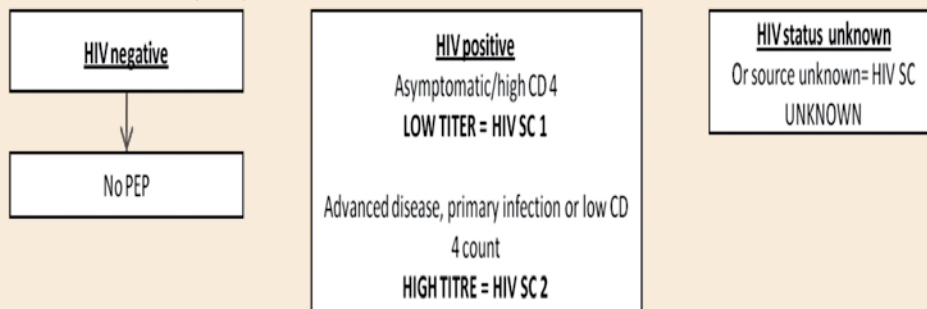 HIV negative
No PEP
HIV positive
Asymptomatic/high CD 4
LOW TITER = HIV SC 1
Advanced disease, primary infection or low CD
4 count
HIGH TITRE = HIV SC 2
HIV status unknown
Or source unknown= HIV SC
UNKNOWN